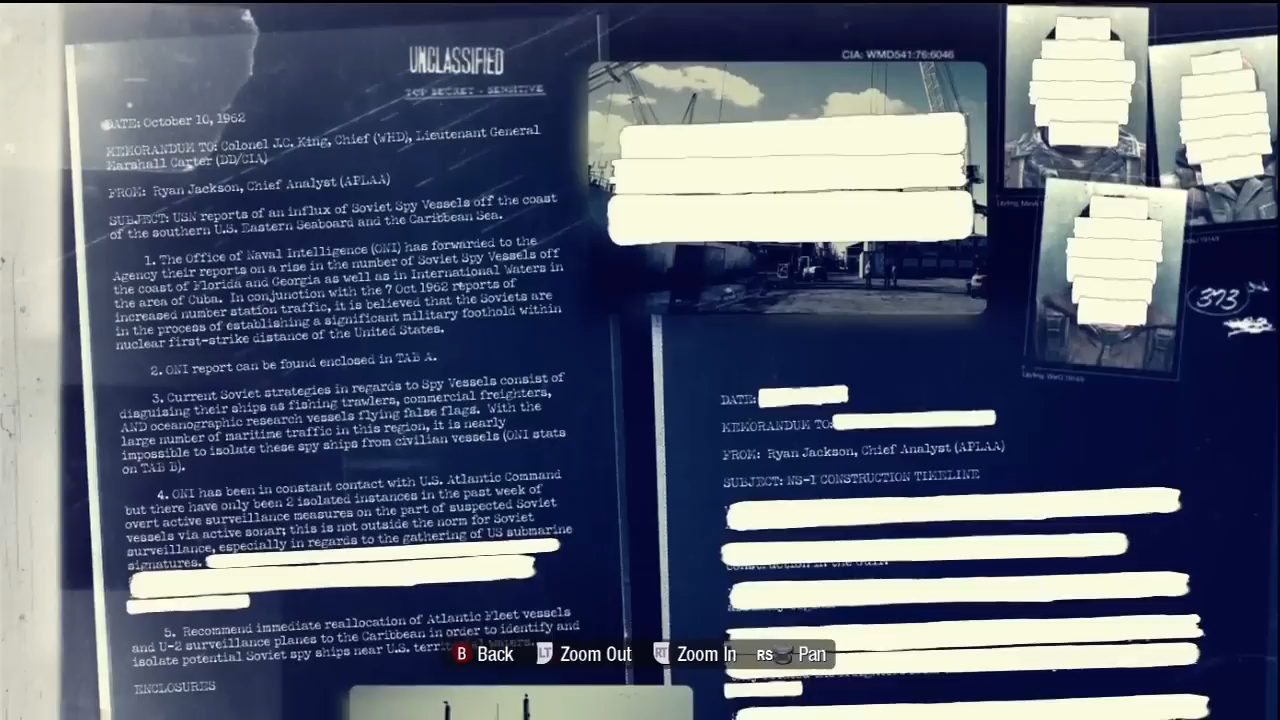 UNCLASSIFIED
TOP SECRET - SENSITIVE
DATE: October 10, 1962
MEMORANDUM TO: Colonel J.C. King, Chief (WHD), Lieutenant General
Marshall Carter (DD/CIA)
FROM: Ryan Jackson, Chief Analyst (APLAA)
SUBJECT: USN reports of an influx of Soviet Spy Vessels off the coast
of the southern U.S. Eastern Seaboard and the Caribbean Sea.
1. The Office of Naval Intelligence (ONI) has forwarded to the
Agency their reports on a rise in the number of Soviet Spy Vessels off
the coast of Florida and Georgia as well as in International Waters in
the area of Cuba. In conjunction with the 7 Oct 1962 reports of
increased number station traffic, it is believed that the Soviets are
in the process of establishing a significant military foothold within
nuclear first-strike distance of the United States.
2. ONI report can be found enclosed in TAB A.
3. Current Soviet strategies in regards to Spy Vessels consist of
disguising their ships as fishing trawlers, commercial freighters,
AND oceanographic research vessels flying false flags. With the
large number of maritime traffic in this region, it is nearly
impossible to isolate these spy ships from civilian vessels (ONI stats
on TAB B).
4. ONI has been in constant contact with U.S. Atlantic Command
but there have only been 2 isolated instances in the past week of
overt active surveillance measures on the part of suspected Soviet
vessels via active sonar; this is not outside the norm for Soviet
surveillance, especially in regards to the gathering of US submarine
signatures.
5. Recommend immediate reallocation of Atlantic Fleet vessels
and U-2 surveillance planes to the Caribbean in order to identify and
isolate potential Soviet spy ships near U.S. territorial waters.
ENCLOSURES
CIA: WMD541:76:6046
373
DATE:
MEMORANDUM TO:
FROM: Ryan Jackson, Chief Analyst (APLAA)
SUBJECT: NS-1 CONSTRUCTION TIMELINE
construction in the Gulf.
B Back LT Zoom Out RT Zoom In RS Pan